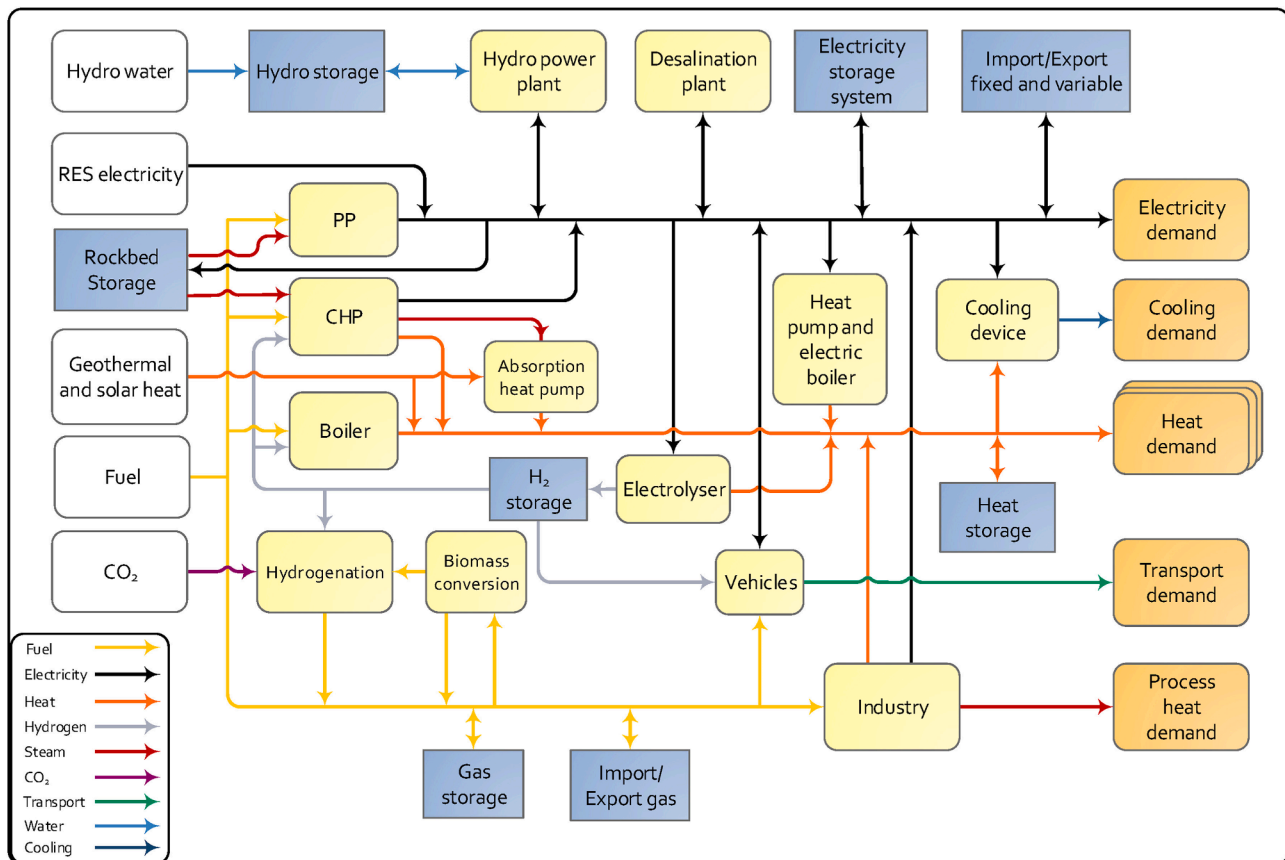 Hydro water
Hydro storage
Hydro power
plant
Desalination
plant
Electricity
storage
system
Import/Export
fixed and variable
RES electricity
PP
Electricity
demand
Rockbed
Storage
CHP
Heat
pump and
electric
boiler
Cooling
device
Cooling
demand
Geothermal
and solar heat
Absorption
heat pump
Boiler
Heat
demand
Fuel
H₂
storage
Electrolyser
Heat
storage
CO₂
Hydrogenation
Biomass
conversion
Vehicles
Transport
demand
Industry
Process
heat
demand
Gas
storage
Import/
Export gas
Fuel
Electricity
Heat
Hydrogen
Steam
CO₂
Transport
Water
Cooling